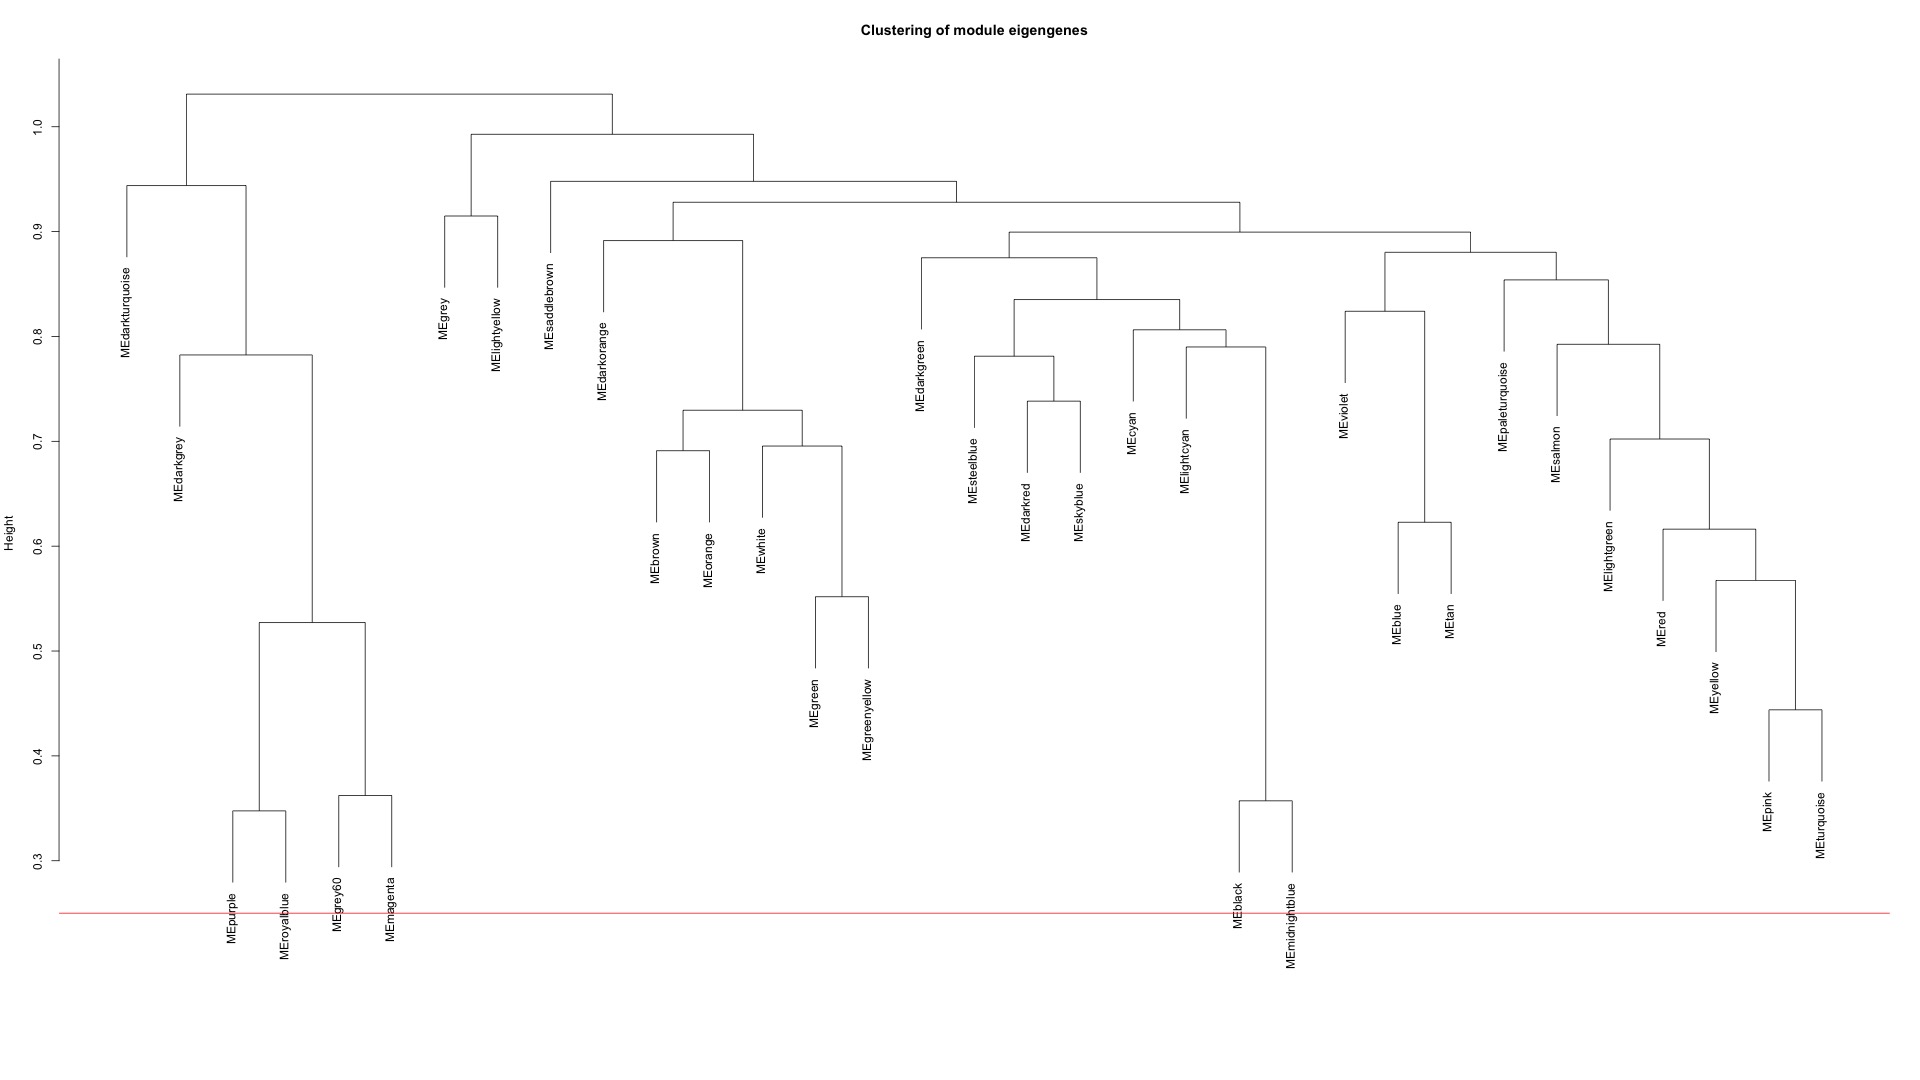 Clustering of module eigengenes
Height
1.0
0.9
0.8
0.7
0.6
0.5
0.4
0.3
MEdarkturquoise
MEdarkgrey
MEpurple
MEroyalblue
MEgrey60
MEmagenta
MEgrey
MElightyellow
MEsaddlebrown
MEdarkorange
MEbrown
MEorange
MEwhite
MEgreen
MEgreenyellow
MEdarkgreen
MEsteelblue
MEdarkred
MEskyblue
MEcyan
MElightcyan
MEblack
MEmidnightblue
MEviolet
MEblue
MEtan
MEpaleturquoise
MEsalmon
MElightgreen
MEred
MEyellow
MEpink
MEturquoise